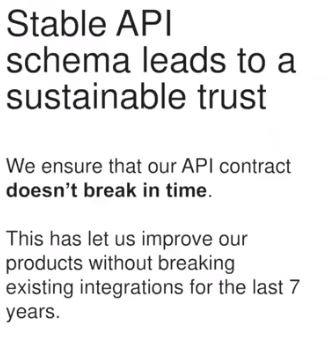 Stable API
schema leads to a
sustainable trust
We ensure that our API contract
doesn’t break in time.
This has let us improve our
products without breaking
existing integrations for the last 7
years.